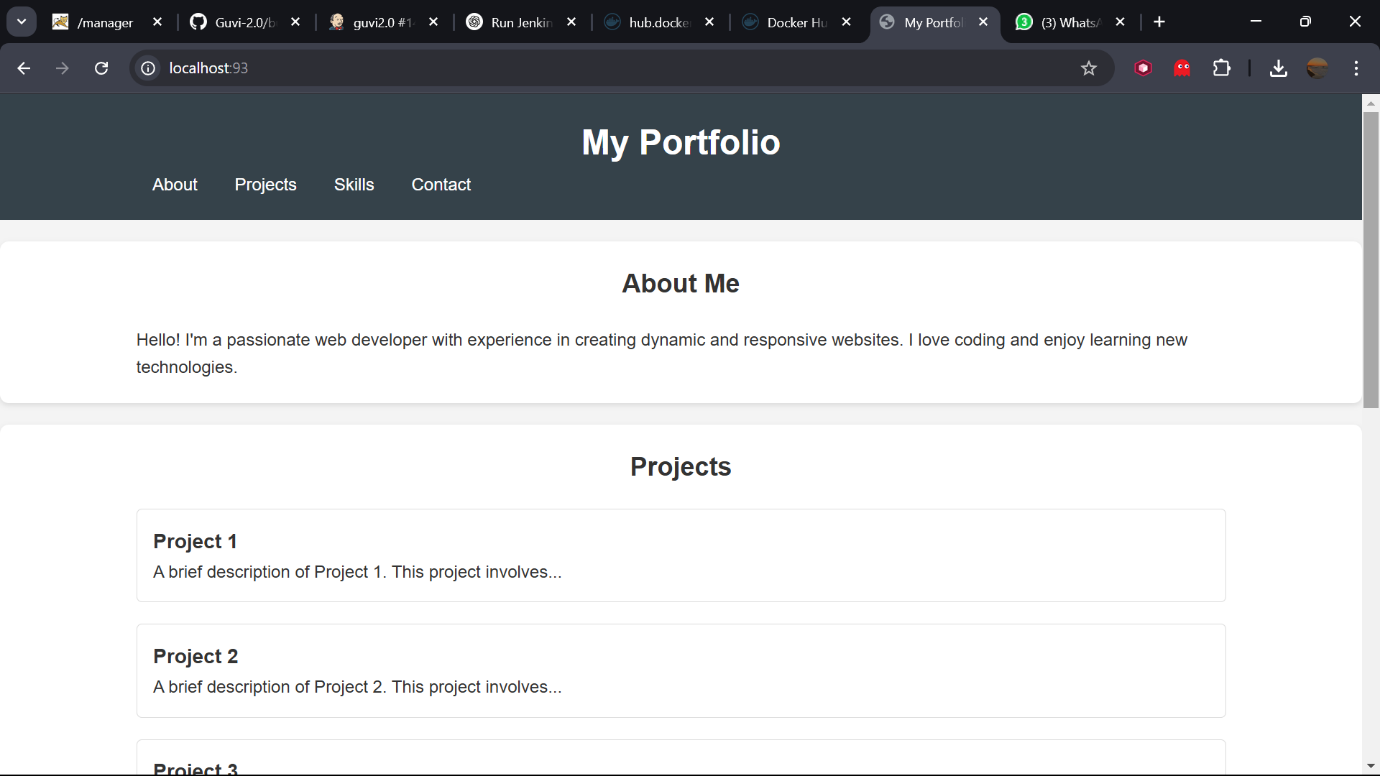 /manager
Guvi-2.0/b
guvi2.0 #1
Run Jenkin
hub.docke
Docker Hu
My Portfol
(3) Whats
localhost:93
My Portfolio
About Projects Skills Contact
About Me
Hello! I'm a passionate web developer with experience in creating dynamic and responsive websites. I love coding and enjoy learning new
technologies.
Projects
Project 1
A brief description of Project 1. This project involves...
Project 2
A brief description of Project 2. This project involves...
Project 3